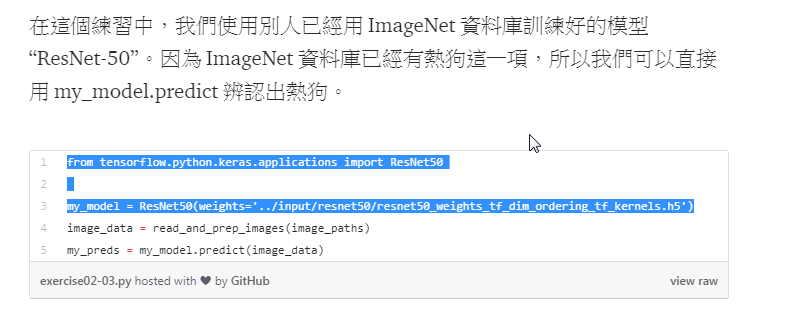 在這個練習中，我們使用別人已經用 ImageNet 資料庫訓練好的模型
“ResNet-50”。因為 ImageNet 資料庫已經有熱狗這一項，所以我們可以直接
用 my_model.predict 辨認出熱狗。
1 from tensorflow.python.keras.applications import ResNet50
2
3 my_model = ResNet50(weights='../input/resnet50/resnet50_weights_tf_dim_ordering_tf_kernels.h5')
4 image_data = read_and_prep_images(image_paths)
5 my_preds = my_model.predict(image_data)
exercise02-03.py hosted with ❤ by GitHub view raw